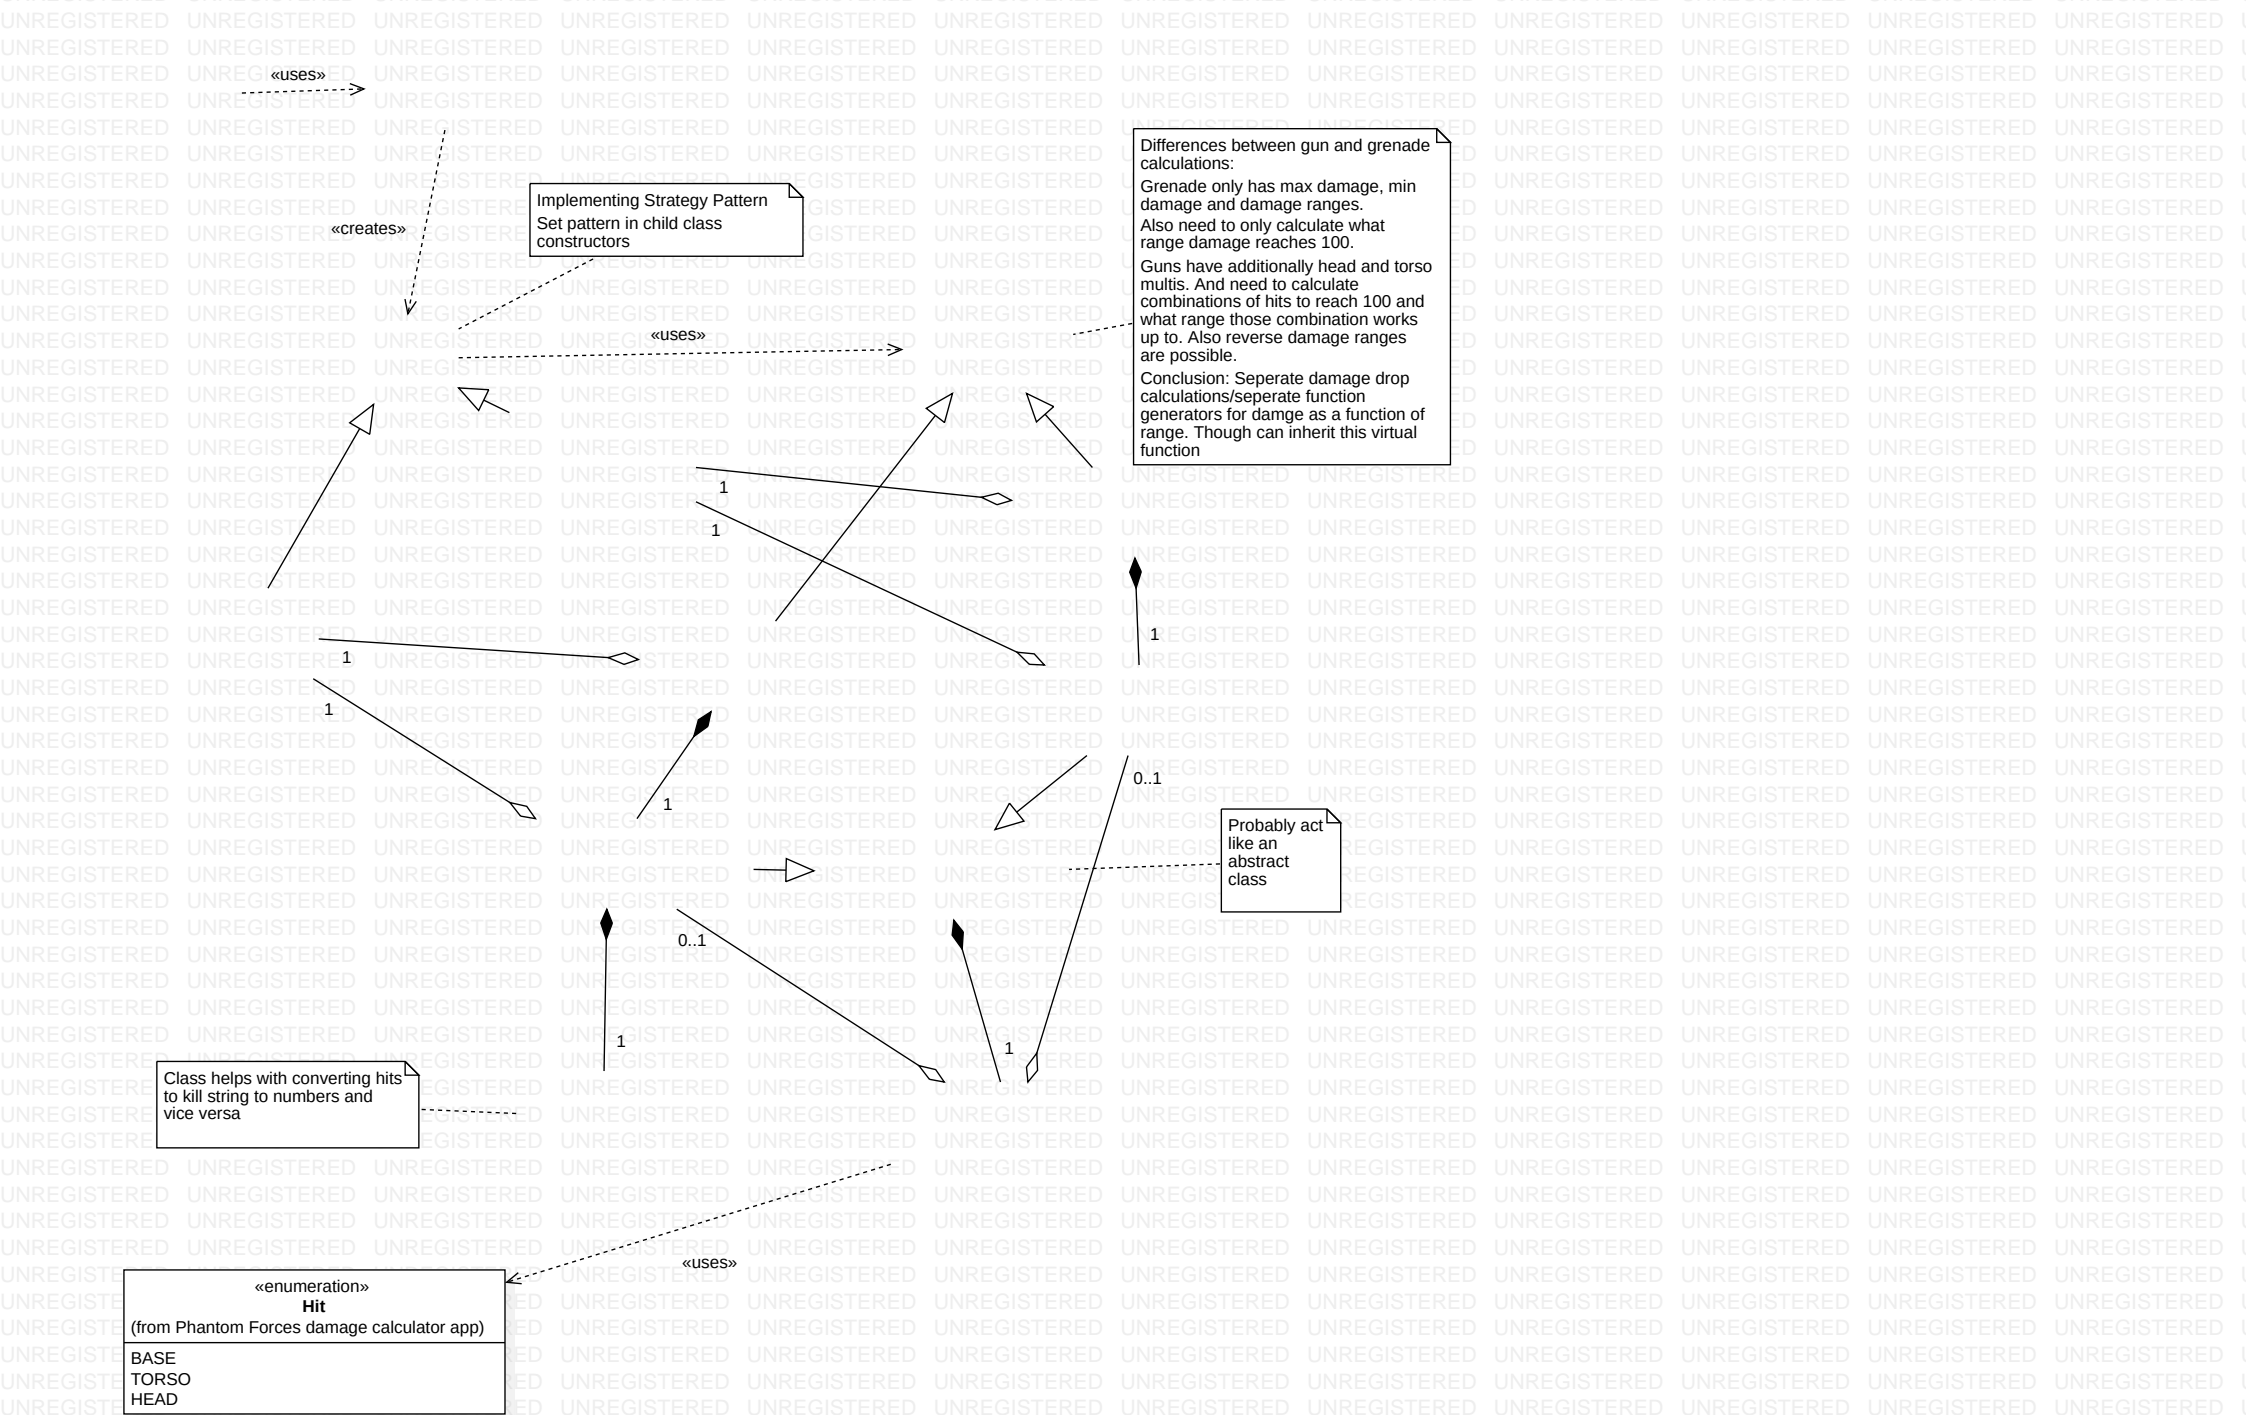 «uses»
«creates»
Implementing Strategy Pattern
Set pattern in child class
constructors
«uses»
Differences between gun and grenade
calculations:
Grenade only has max damage, min
damage and damage ranges.
Also need to only calculate what
range damage reaches 100.
Guns have additionally head and torso
multis. And need to calculate
combinations of hits to reach 100 and
what range those combination works
up to. Also reverse damage ranges
are possible.
Conclusion: Seperate damage drop
calculations/seperate function
generators for damge as a function of
range. Though can inherit this virtual
function
1
1
1
1
1
1
0..1
Probably act
like an
abstract
class
0..1
1
1
Class helps with converting hits
to kill string to numbers and
vice versa
«uses»
«enumeration»
Hit
(from Phantom Forces damage calculator app)
BASE
TORSO
HEAD
UNREGISTERED